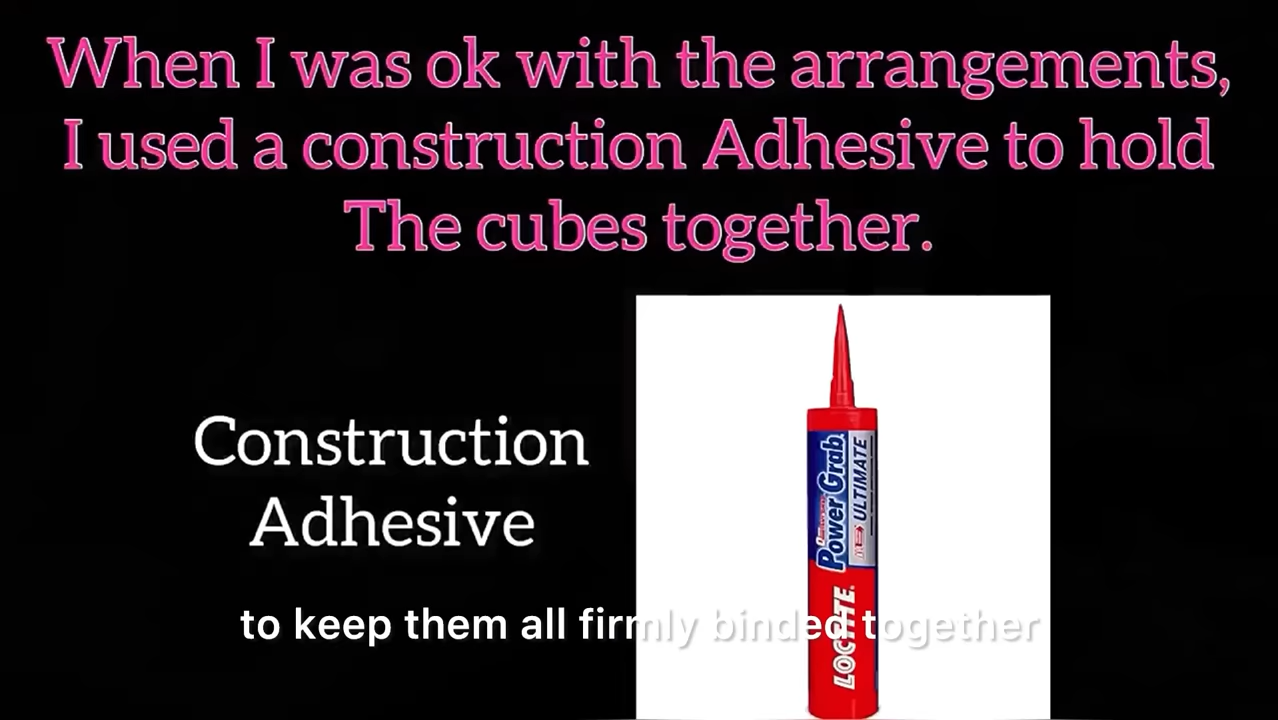 When I was ok with the arrangements,
I used a construction Adhesive to hold
The cubes together.
Construction
Adhesive
Power Grab
ULTIMATE
LOCTITE
to keep them all firmly binded together